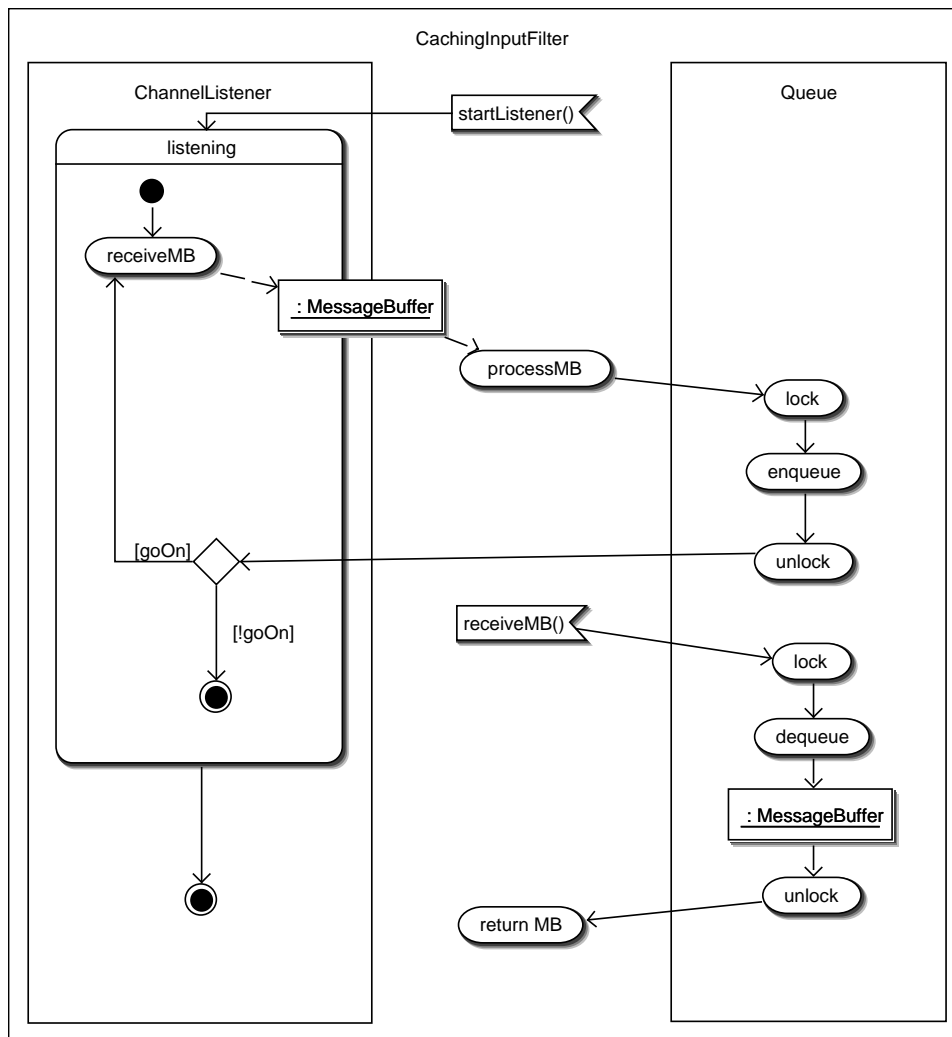 CachingInputFilter
ChannelListener
startListener()
Queue
listening
receiveMB
: MessageBuffer
processMB
lock
enqueue
[goOn]
unlock
receiveMB()
[!goOn]
lock
dequeue
: MessageBuffer
unlock
return MB